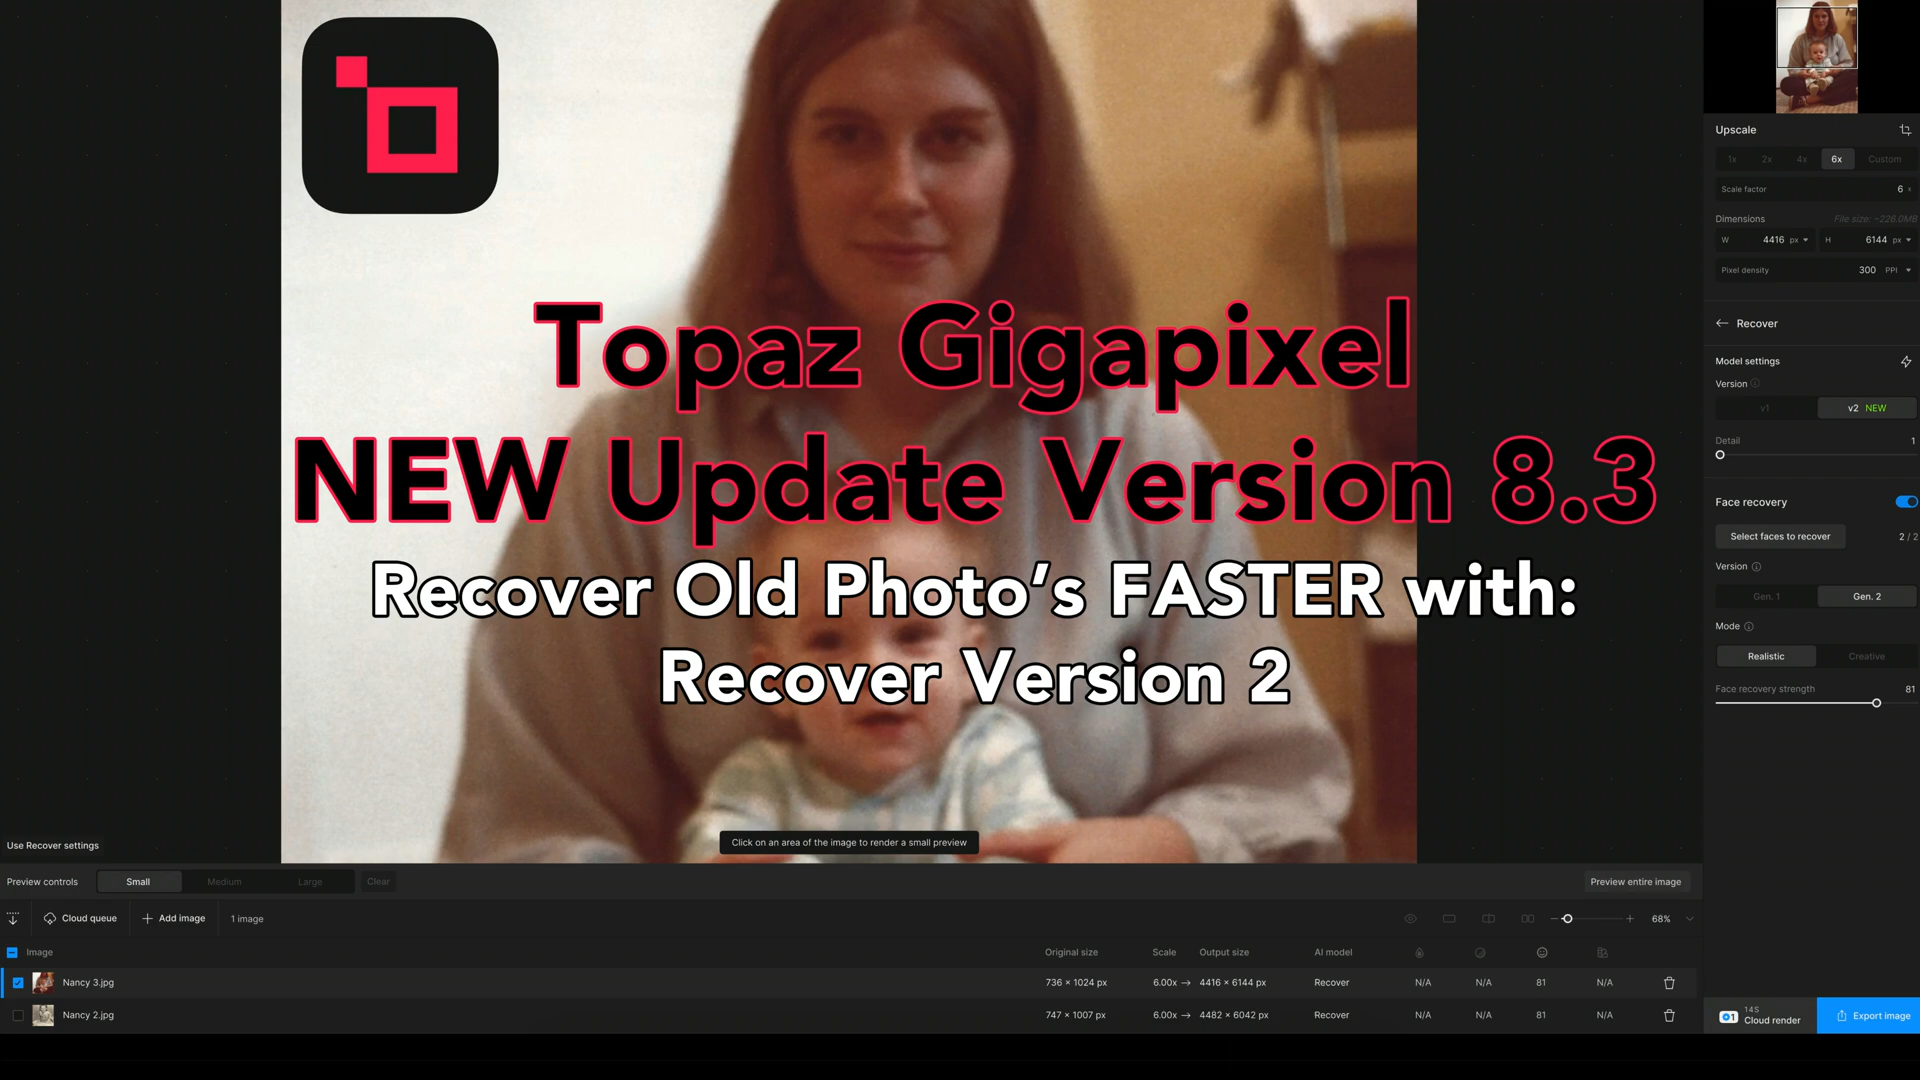 Topaz Gigapixel
NEW Update Version 8.3
Recover Old Photo’s FASTER with:
Recover Version 2
Upscale
1x 2x 4x 6x Custom
Scale factor 6 x
Dimensions File size: ~226.0MB
W 4416 px H 6144 px
Pixel density 300 PPI
Recover
Model settings
Version
v1 v2 NEW
Detail 1
Face recovery
Select faces to recover 2 / 2
Version
Gen. 1 Gen. 2
Mode
Realistic Creative
Face recovery strength 81
Click on an area of the image to render a small preview
Use Recover settings
Preview controls Small Medium Large Clear Preview entire image
Cloud queue Add image 1 image 68%
Image Original size Scale Output size AI model
Nancy 3.jpg 736 × 1024 px 6.00x → 4416 × 6144 px Recover N/A N/A 81 N/A
Nancy 2.jpg 747 × 1007 px 6.00x → 4482 × 6042 px Recover N/A N/A 81 N/A
1 14S
Cloud render
Export image